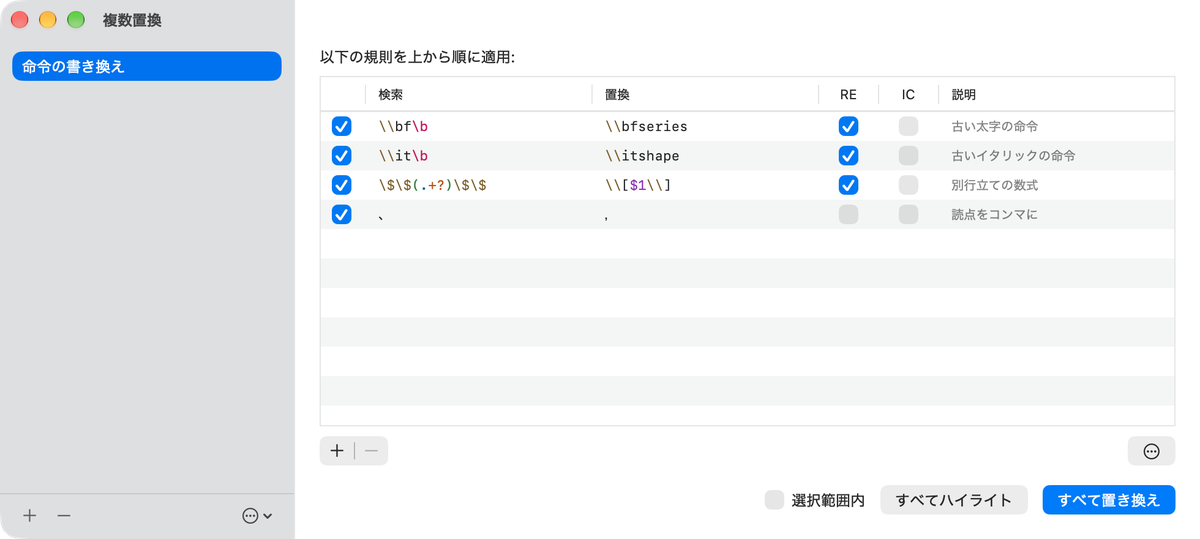 複数置換
命令の書き換え
以下の規則を上から順に適用:
検索 置換 RE IC 説明
\\bf\b \\bfseries 古い太字の命令
\\it\b \\itshape 古いイタリックの命令
\$\$(.+?)\$\$ \\[$1\\] 別行立ての数式
、 , 読点をコンマに
選択範囲内 すべてハイライト すべて置き換え